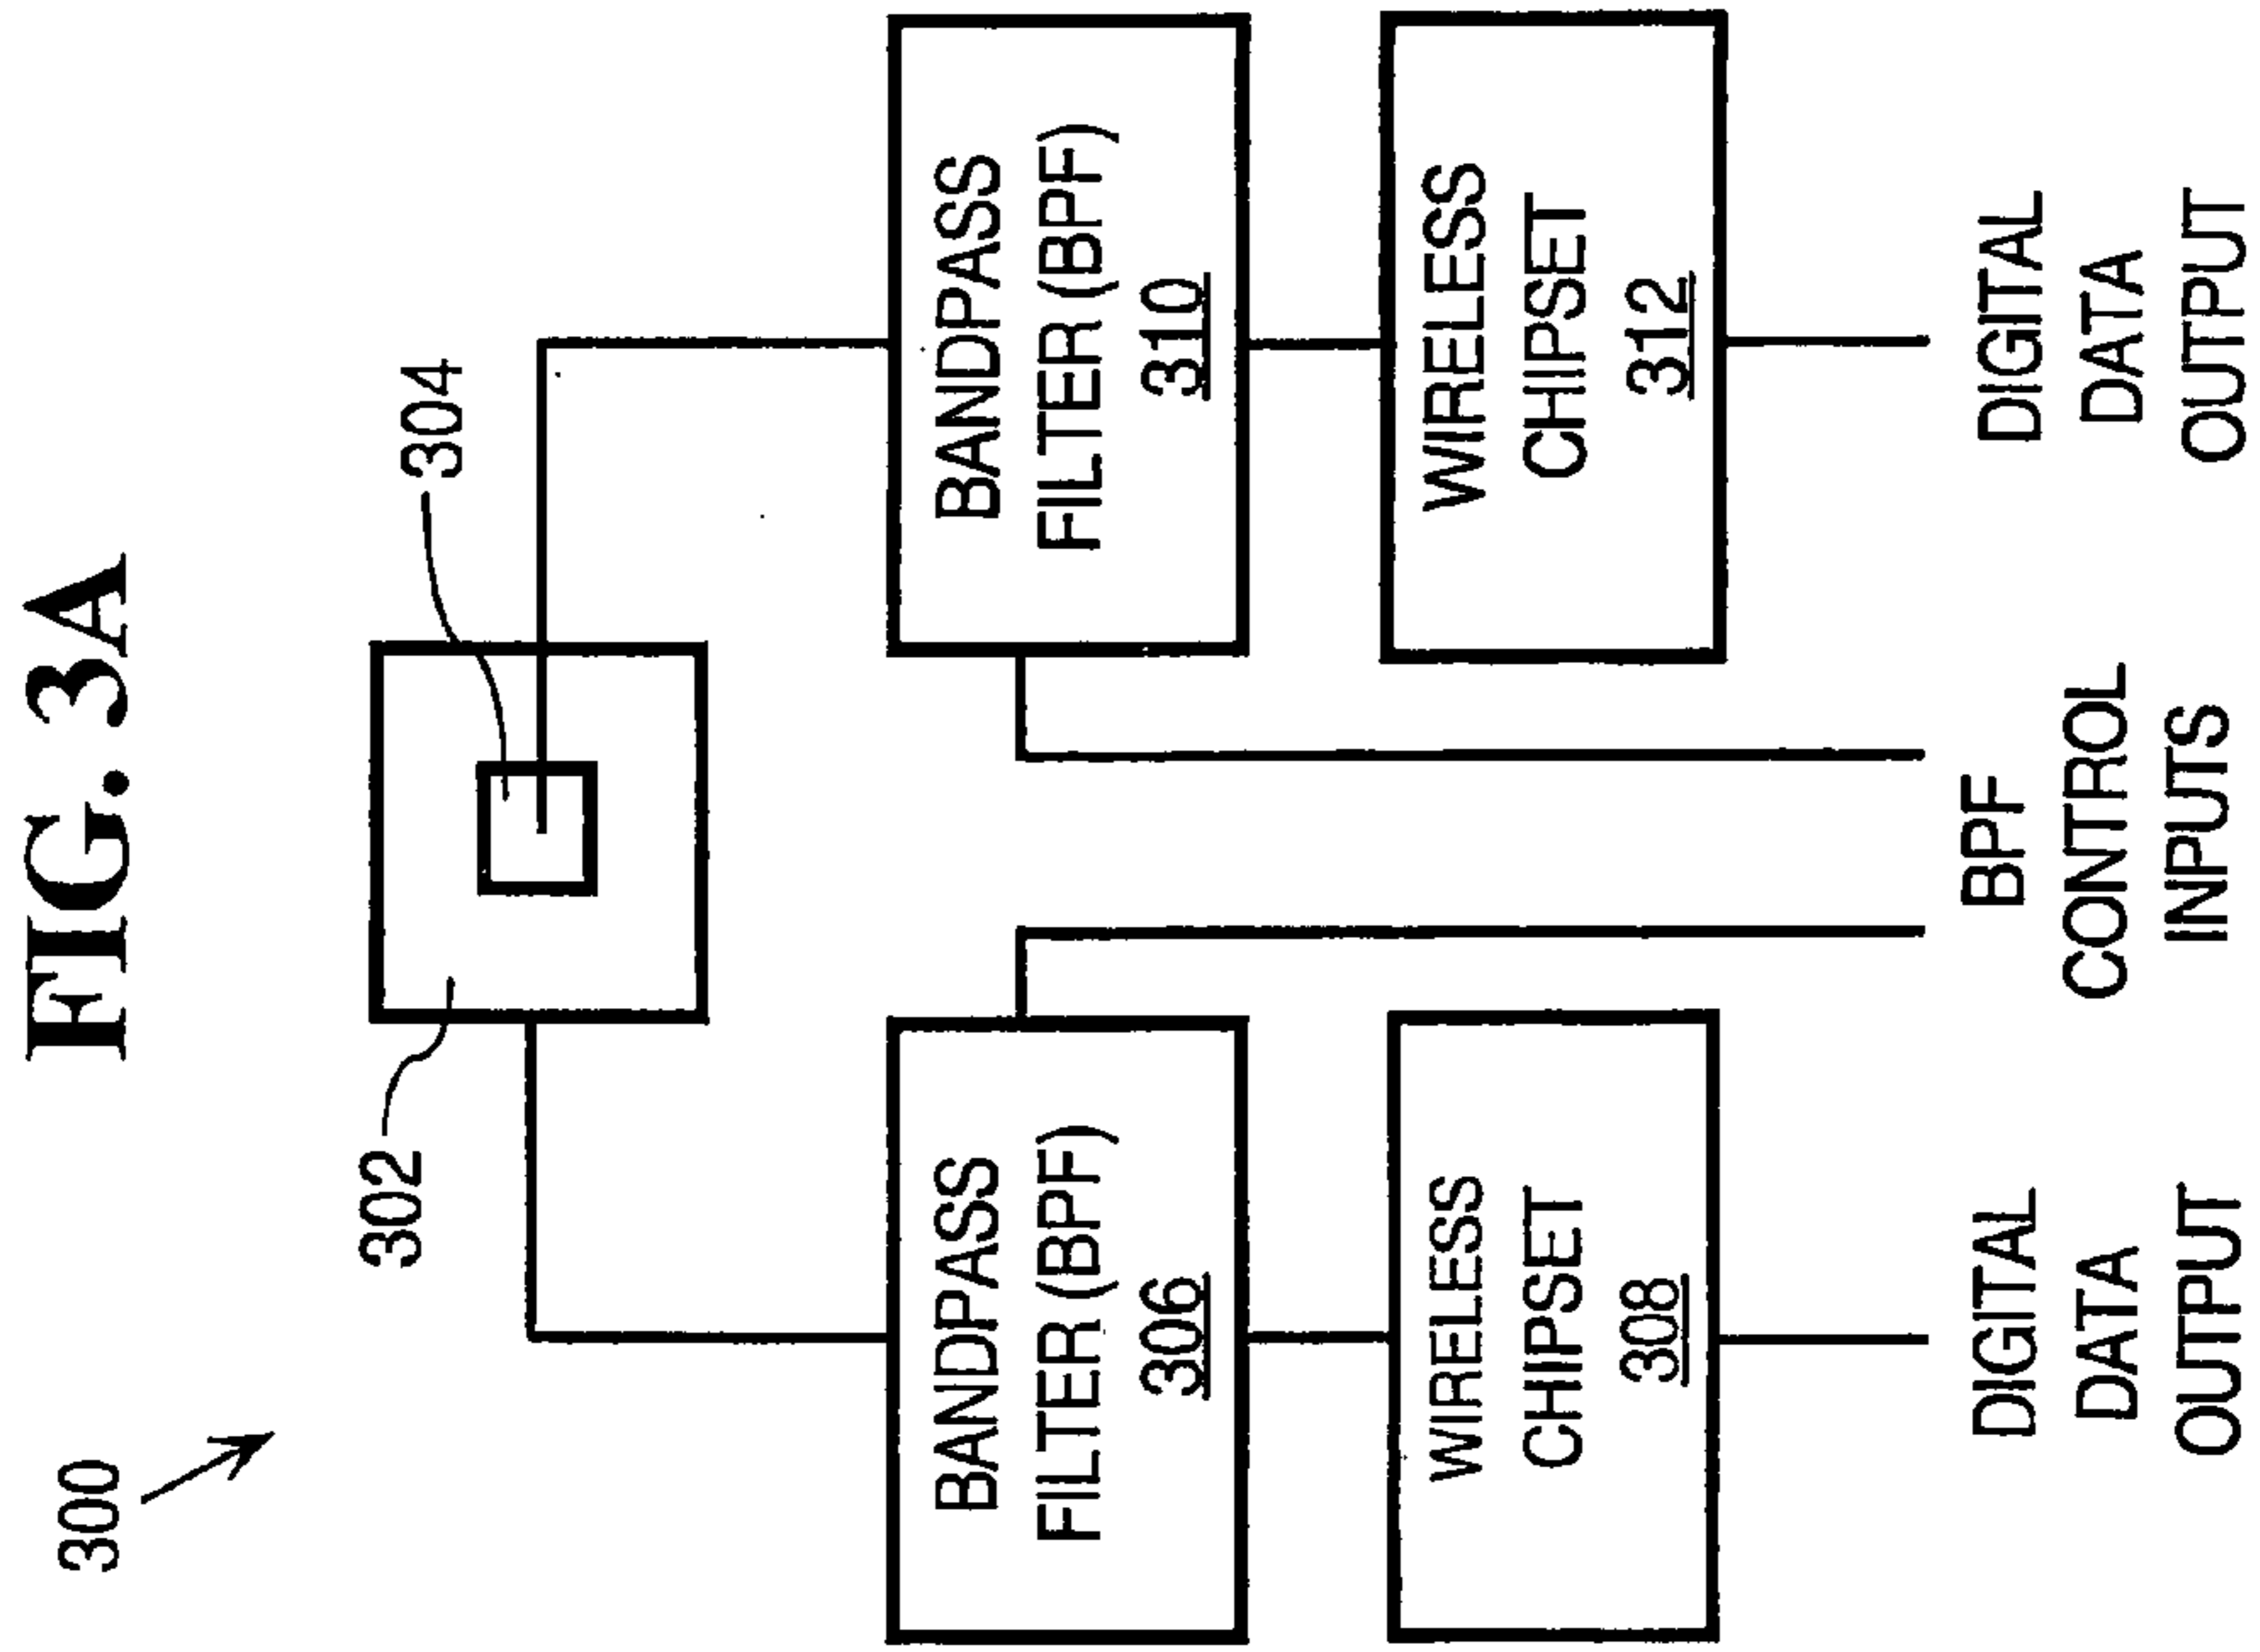 FIG. 3A
300
302
304
BANDPASS
FILTER (BPF)
306
BANDPASS
FILTER (BPF)
310
WIRELESS
CHIPSET
308
WIRELESS
CHIPSET
312
DIGITAL
DATA
OUTPUT
BPF
CONTROL
INPUTS
DIGITAL
DATA
OUTPUT